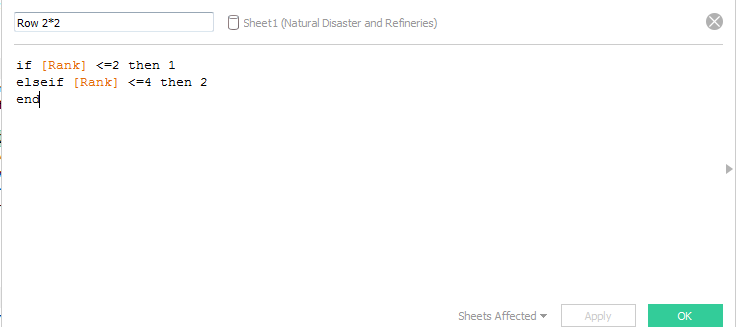 Row 2*2 Sheet1 (Natural Disaster and Refineries)
if [Rank] <=2 then 1
elseif [Rank] <=4 then 2
end
Sheets Affected Apply OK